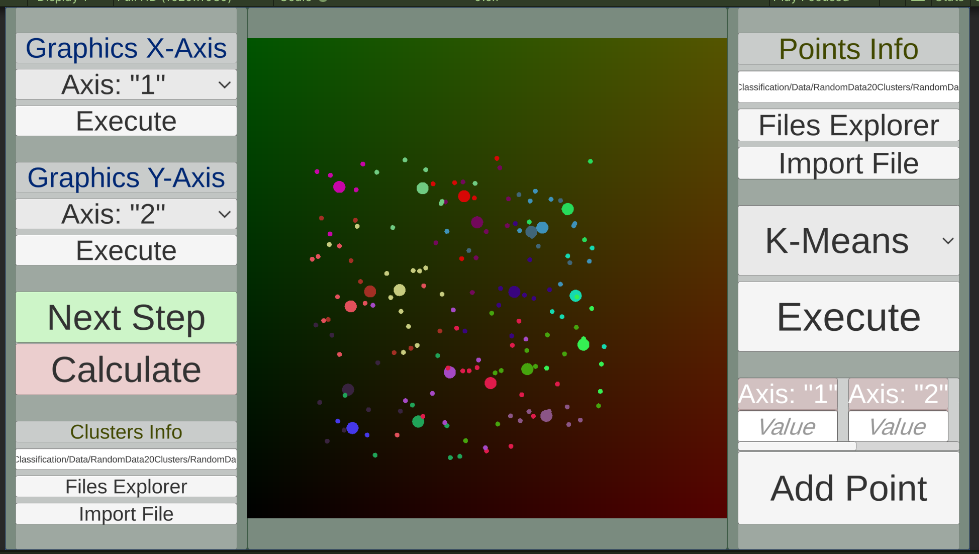 Graphics X-Axis
Axis: "1"
Execute
Graphics Y-Axis
Axis: "2"
Execute
Next Step
Calculate
Clusters Info
Classification/Data/RandomData20Clusters/RandomDa
Files Explorer
Import File
Points Info
Classification/Data/RandomData20Clusters/RandomDa
Files Explorer
Import File
K-Means
Execute
Axis: "1" Axis: "2"
Value Value
Add Point